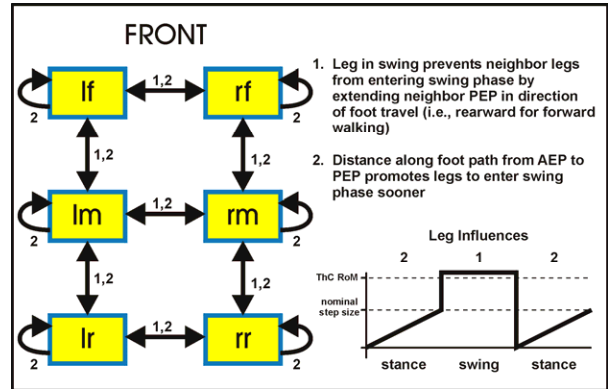 FRONT
lf
rf
lm
rm
lr
rr
1,2
1,2
1,2
1,2
1,2
1,2
1,2
2
2
2
2
2
2
1. Leg in swing prevents neighbor legs
from entering swing phase by
extending neighbor PEP in direction
of foot travel (i.e., rearward for forward
walking)
2. Distance along foot path from AEP to
PEP promotes legs to enter swing
phase sooner
Leg Influences
2 1 2
ThC RoM
nominal
step size
stance swing stance